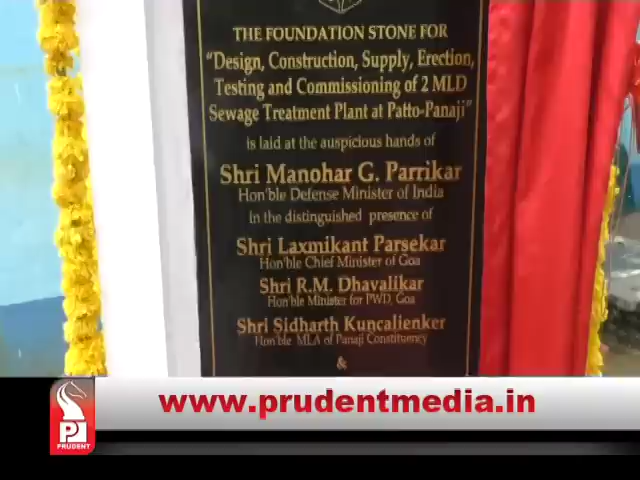 THE FOUNDATION STONE FOR
"Design, Construction, Supply, Erection,
Testing and Commissioning of 2 MLD
Sewage Treatment Plant at Patto-Panaji"
is laid at the auspicious hands of
Shri Manohar G. Parrikar
Hon'ble Defense Minister of India
In the distinguished presence of
Shri Laxmikant Parsekar
Hon'ble Chief Minister of Goa
Shri R.M. Dhavalikar
Hon'ble Minister for PWD, Goa
Shri Sidharth Kuncalienker
Hon'ble MLA of Panaji Constituency
&
www.prudentmedia.in
PRUDENT